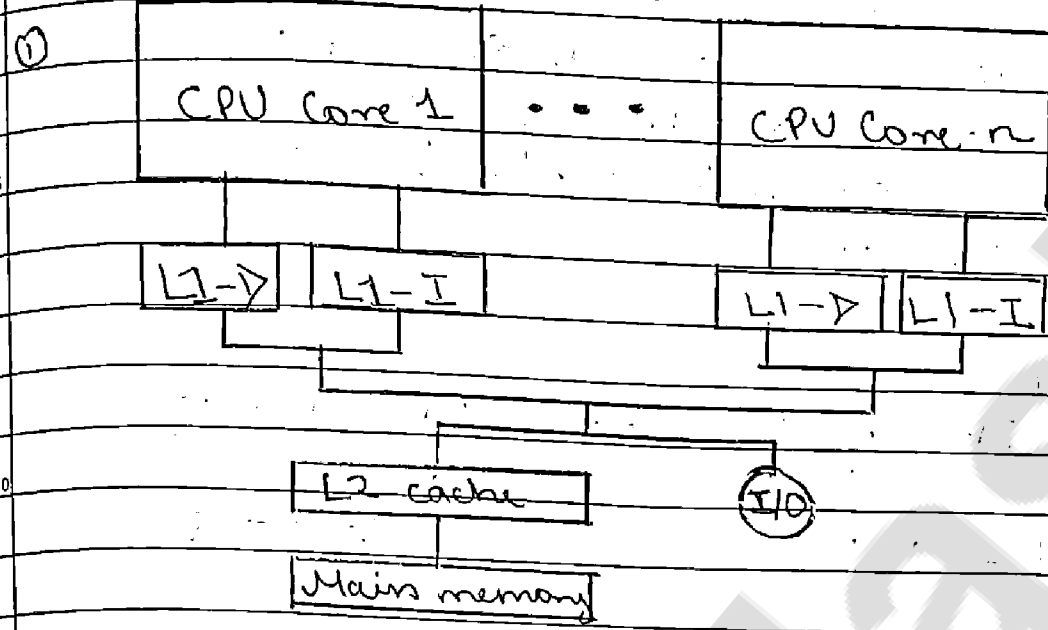 ①
CPU Core 1 • • • CPU Core n
L1-D L1-I L1-D L1-I
L2 cache I/O
Main memory